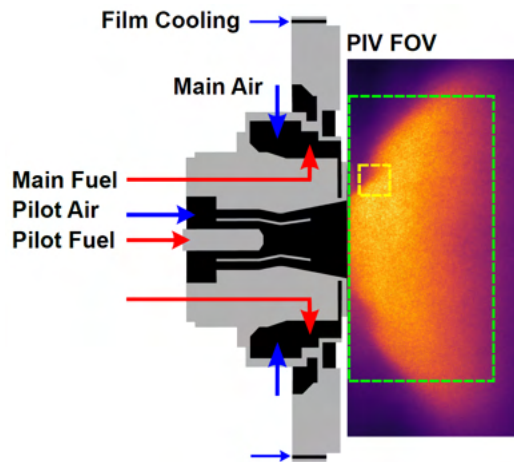 Film Cooling
PIV FOV
Main Air
Main Fuel
Pilot Air
Pilot Fuel